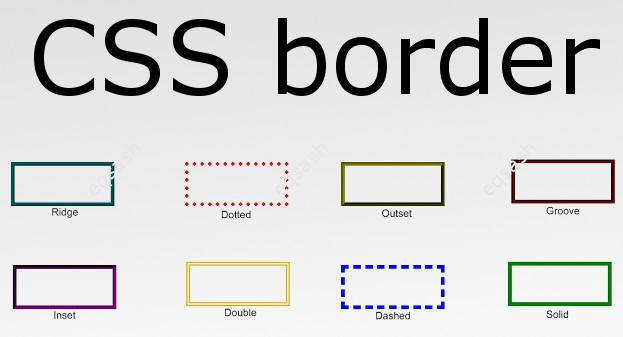 CSS border
Ridge
Dotted
Outset
Groove
Inset
Double
Dashed
Solid